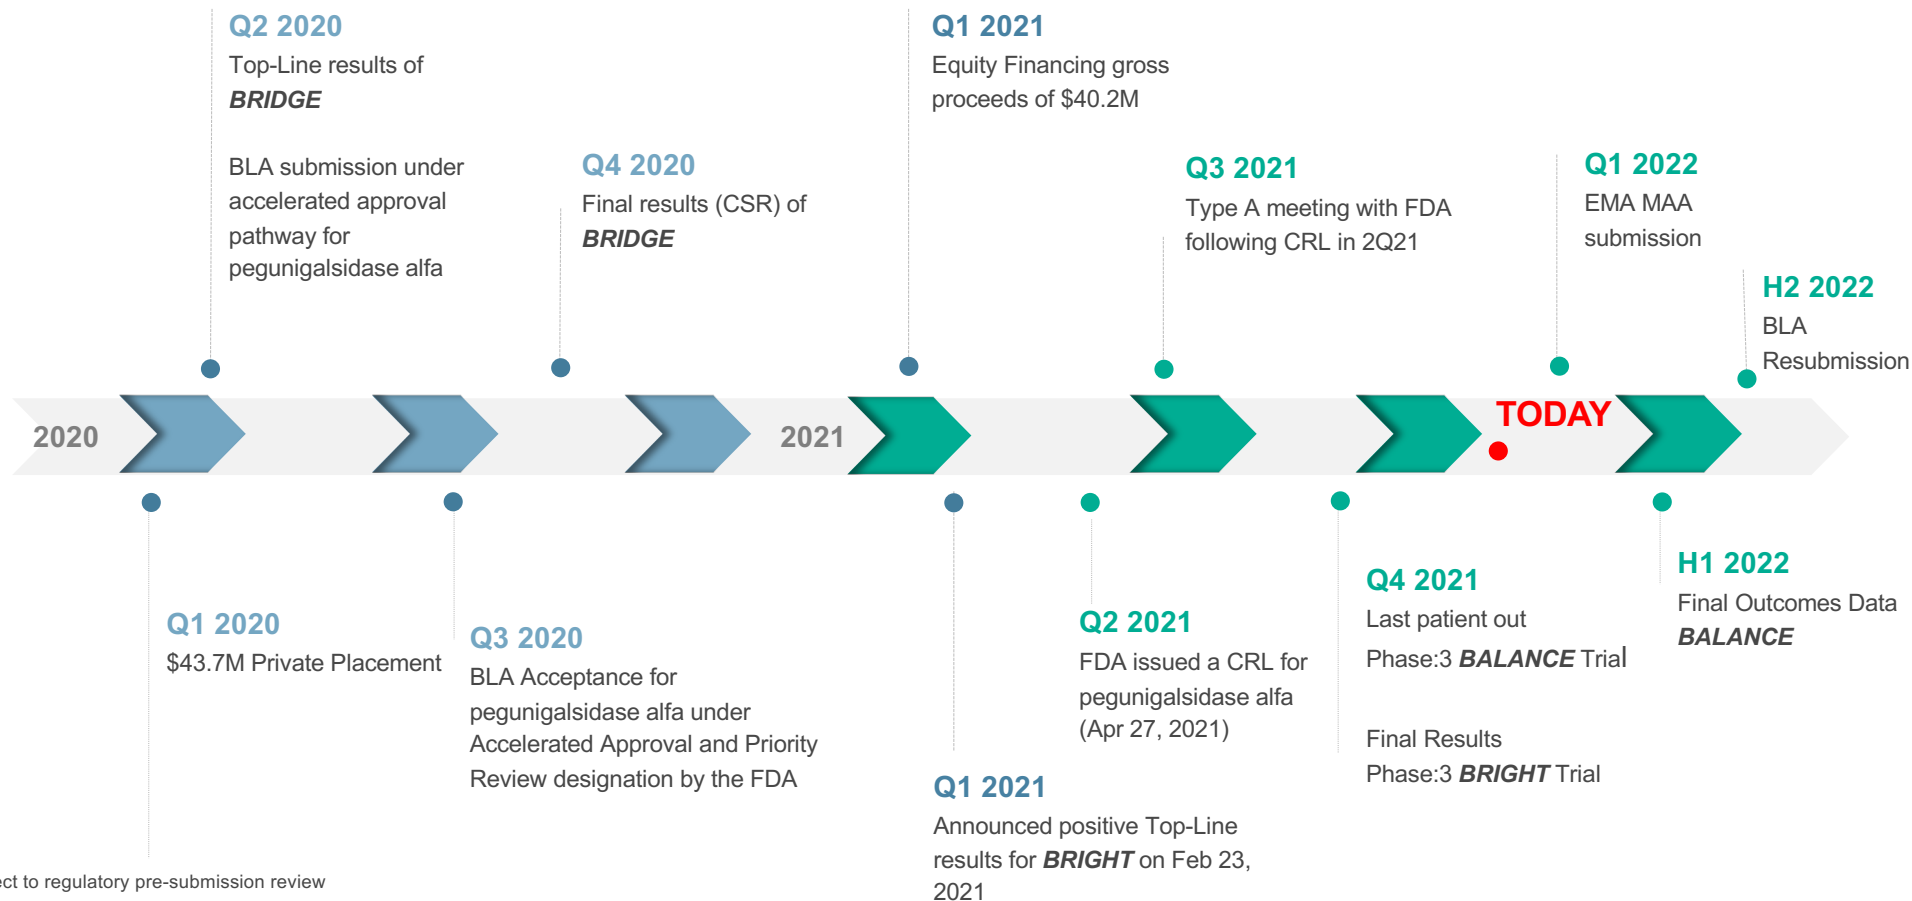 Q2 2020
Top-Line results of
BRIDGE
BLA submission under
accelerated approval
pathway for
pegunigalsidase alfa
Q4 2020
Final results (CSR) of
BRIDGE
Q1 2021
Equity Financing gross
proceeds of $40.2M
Q3 2021
Type A meeting with FDA
following CRL in 2Q21
Q1 2022
EMA MAA
submission
H2 2022
BLA
Resubmission
2020
2021
TODAY
Q1 2020
$43.7M Private Placement
Q3 2020
BLA Acceptance for
pegunigalsidase alfa under
Accelerated Approval and Priority
Review designation by the FDA
Q1 2021
Announced positive Top-Line
results for BRIGHT on Feb 23,
2021
Q2 2021
FDA issued a CRL for
pegunigalsidase alfa
(Apr 27, 2021)
Q4 2021
Last patient out
Phase:3 BALANCE Trial
Final Results
Phase:3 BRIGHT Trial
H1 2022
Final Outcomes Data
BALANCE
ect to regulatory pre-submission review